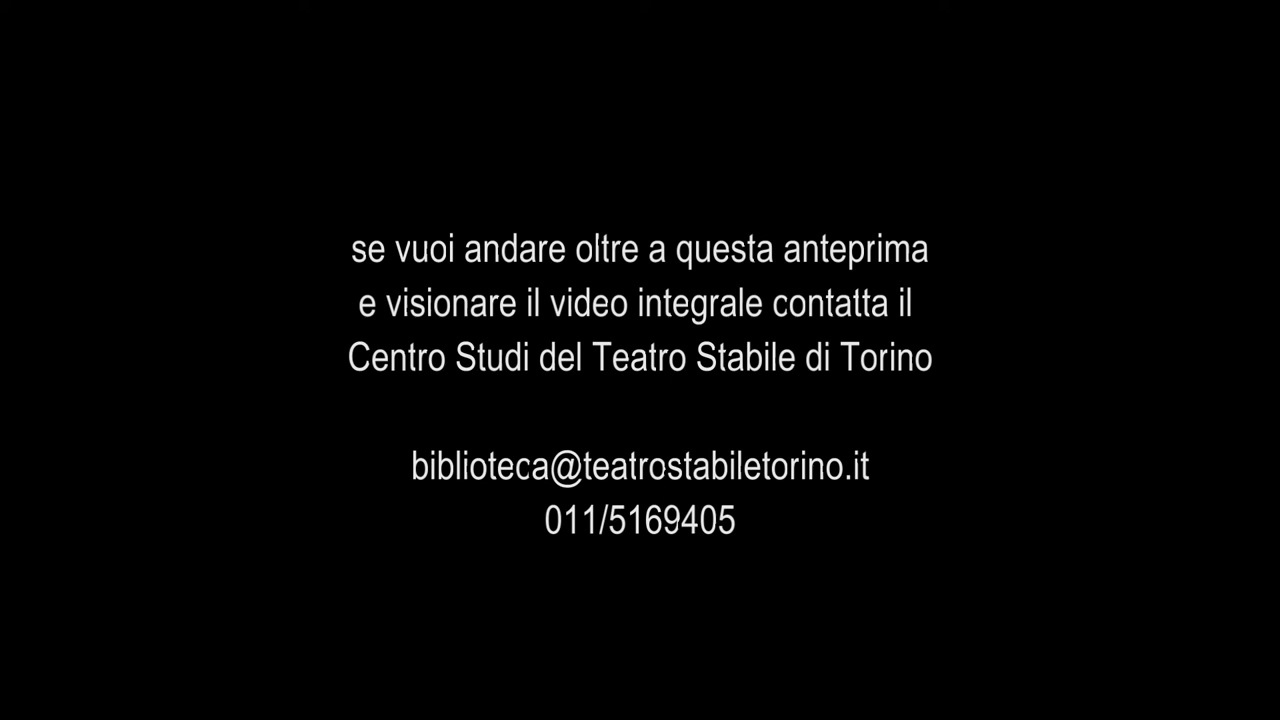 se vuoi andare oltre a questa anteprima
e visionare il video integrale contatta il
Centro Studi del Teatro Stabile di Torino
biblioteca@teatrostabiletorino.it
011/5169405